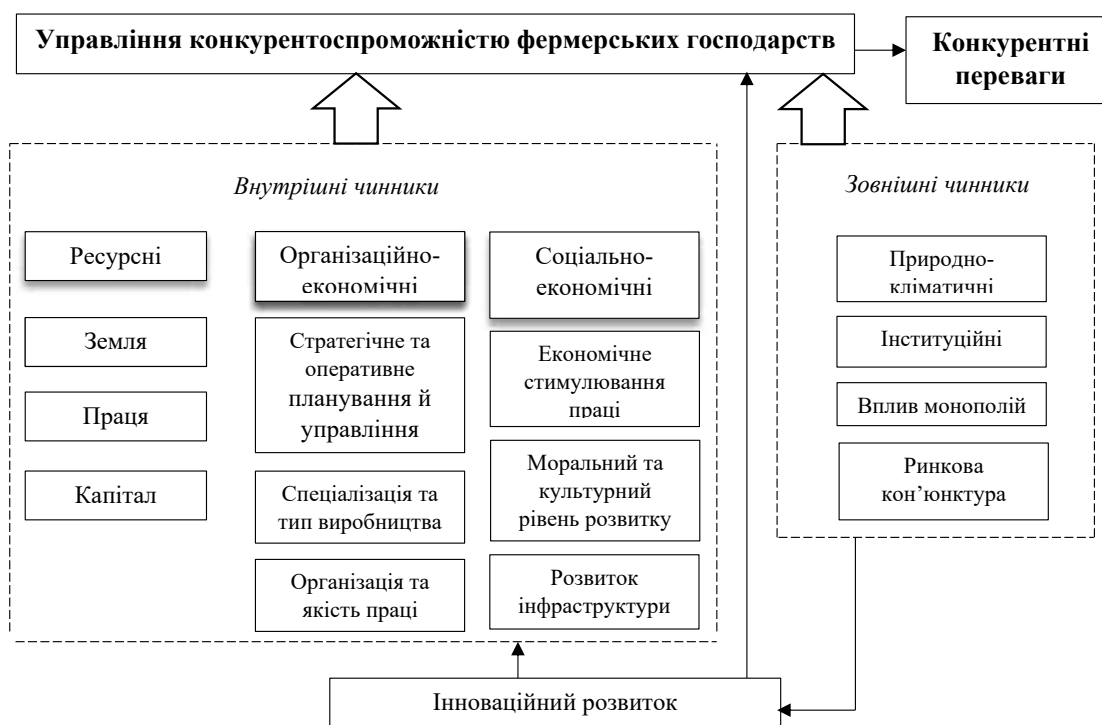 Управління конкурентоспроможністю фермерських господарств
Конкурентні
переваги
Внутрішні чинники
Ресурсні
Земля
Праця
Капітал
Організаційно-
економічні
Стратегічне та
оперативне
планування й
управління
Спеціалізація та
тип виробництва
Організація та
якість праці
Соціально-
економічні
Економічне
стимулювання
праці
Моральний та
культурний
рівень розвитку
Розвиток
інфраструктури
Зовнішні чинники
Природно-
кліматичні
Інституційні
Вплив монополій
Ринкова
кон’юнктура
Інноваційний розвиток